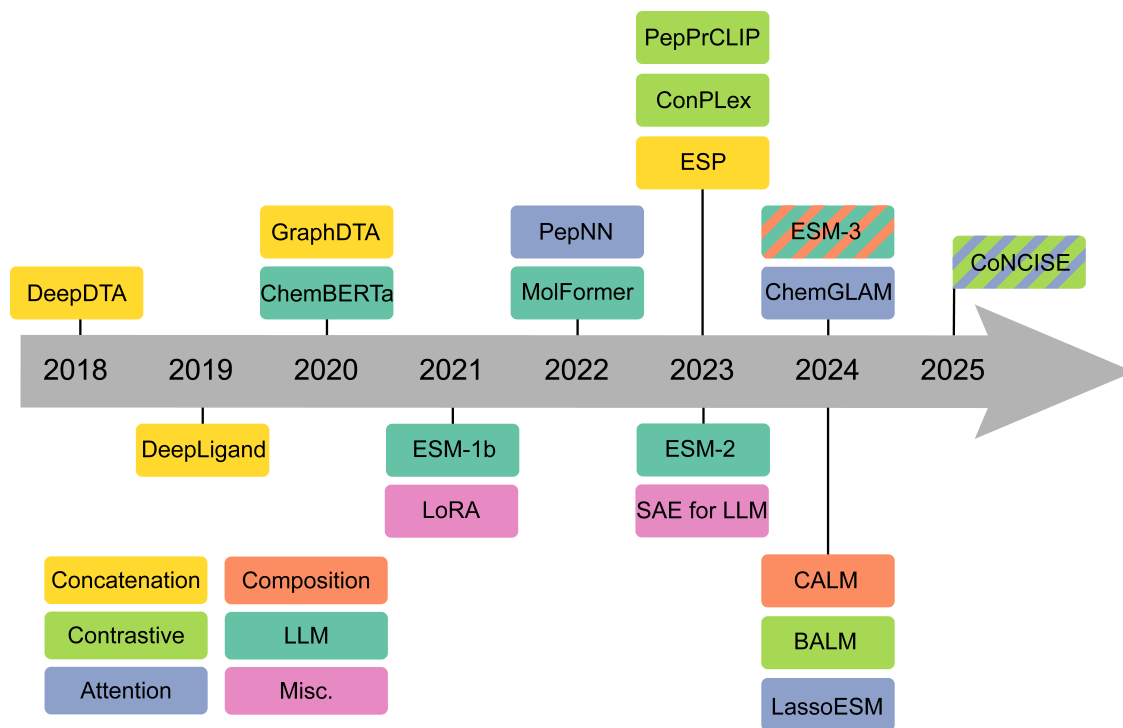 PepPrCLIP
ConPLex
ESP
GraphDTA
PepNN
ESM-3
CoNCISE
DeepDTA
ChemBERTa
MolFormer
ChemGLAM
2018 2019 2020 2021 2022 2023 2024 2025
DeepLigand
ESM-1b
ESM-2
LoRA
SAE for LLM
Concatenation
Composition
CALM
Contrastive
LLM
BALM
Attention
Misc.
LassoESM